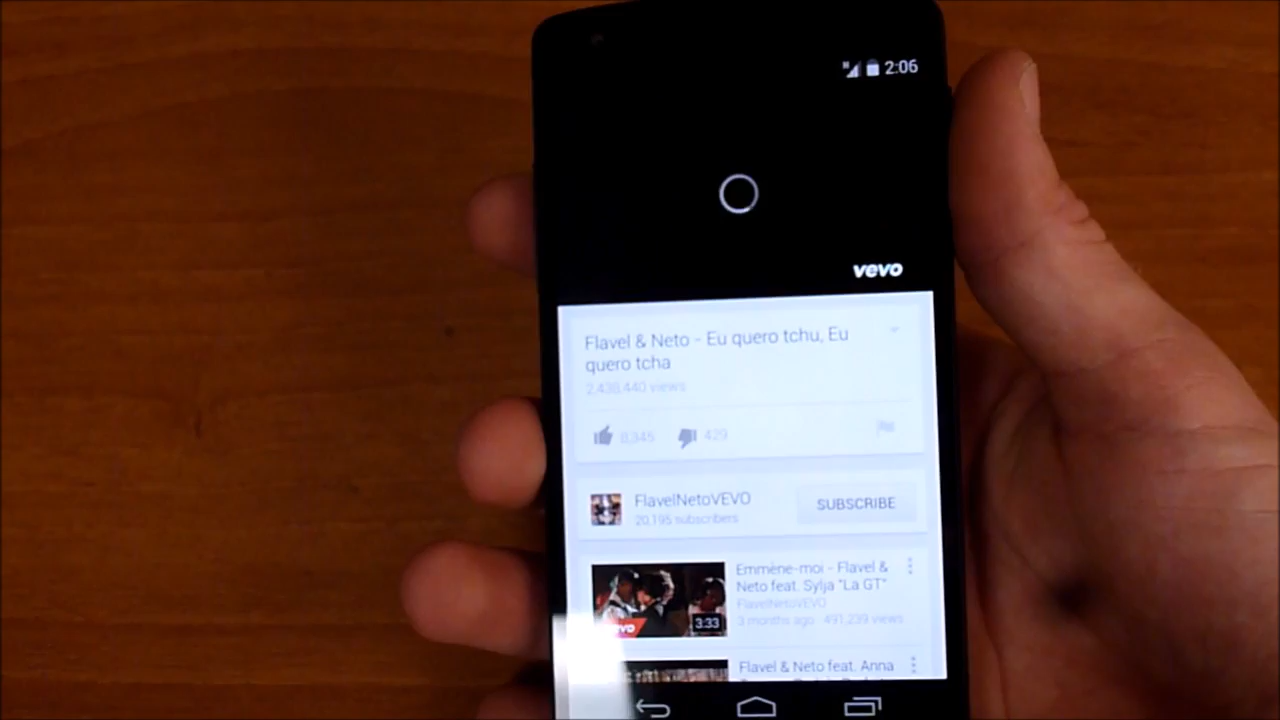 2:06
vevo
Flavel & Neto - Eu quero tchu, Eu
quero tcha
2,438,440 views
8,345
429
FlavelNetoVEVO
20,195 subscribers
SUBSCRIBE
Emmène-moi - Flavel &
Neto feat. Sylja "La GT"
FlavelNetoVEVO
3 months ago · 491,239 views
3:33
Flavel & Neto feat. Anna